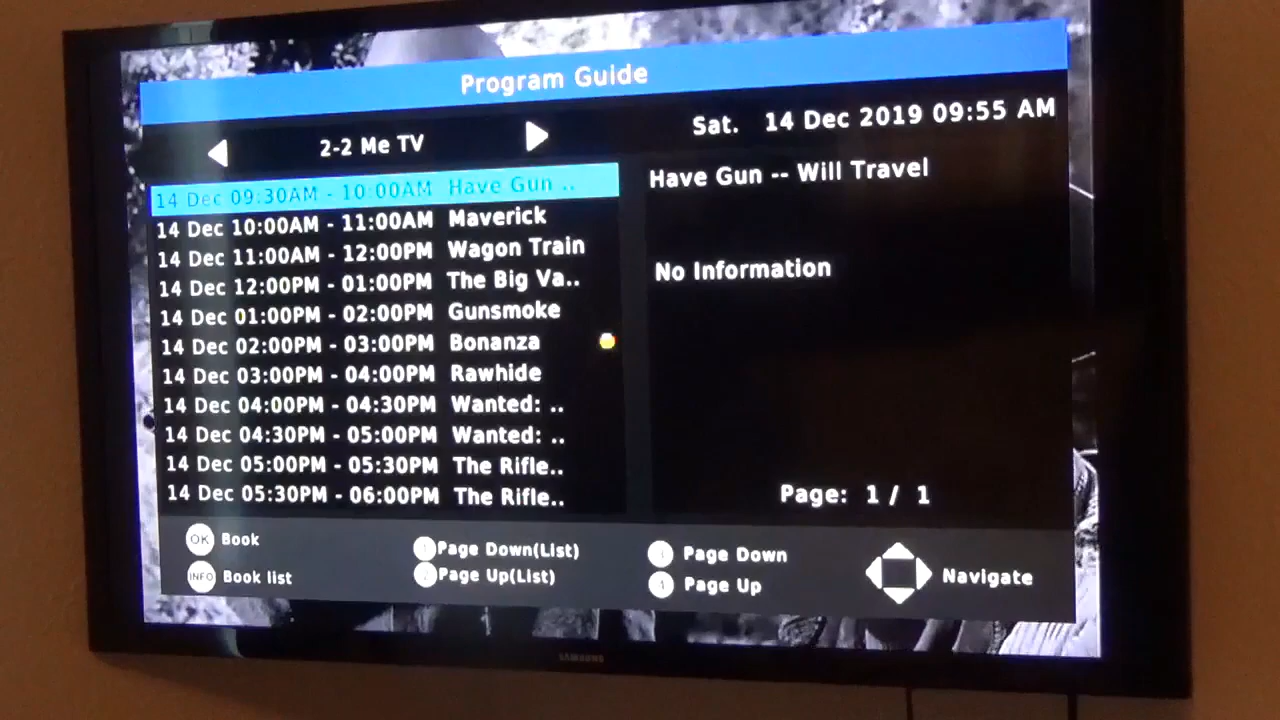 Program Guide
2-2 Me TV
Sat. 14 Dec 2019 09:55 AM
14 Dec 09:30AM - 10:00AM Have Gun ..
14 Dec 10:00AM - 11:00AM Maverick
14 Dec 11:00AM - 12:00PM Wagon Train
14 Dec 12:00PM - 01:00PM The Big Va..
14 Dec 01:00PM - 02:00PM Gunsmoke
14 Dec 02:00PM - 03:00PM Bonanza
14 Dec 03:00PM - 04:00PM Rawhide
14 Dec 04:00PM - 04:30PM Wanted: ..
14 Dec 04:30PM - 05:00PM Wanted: ..
14 Dec 05:00PM - 05:30PM The Rifle..
14 Dec 05:30PM - 06:00PM The Rifle..
Have Gun -- Will Travel
No Information
Page: 1 / 1
OK Book
INFO Book list
Page Down(List)
Page Up(List)
Page Down
Page Up
Navigate
SAMSUNG